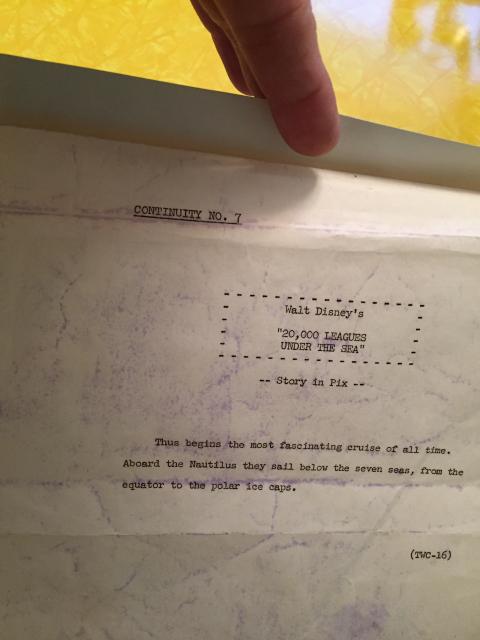 CONTINUITY NO. 7
Walt Disney's
"20,000 LEAGUES
UNDER THE SEA"
-- Story in Pix --
Thus begins the most fascinating cruise of all time.
Aboard the Nautilus they sail below the seven seas, from the
equator to the polar ice caps.
(TWC-16)